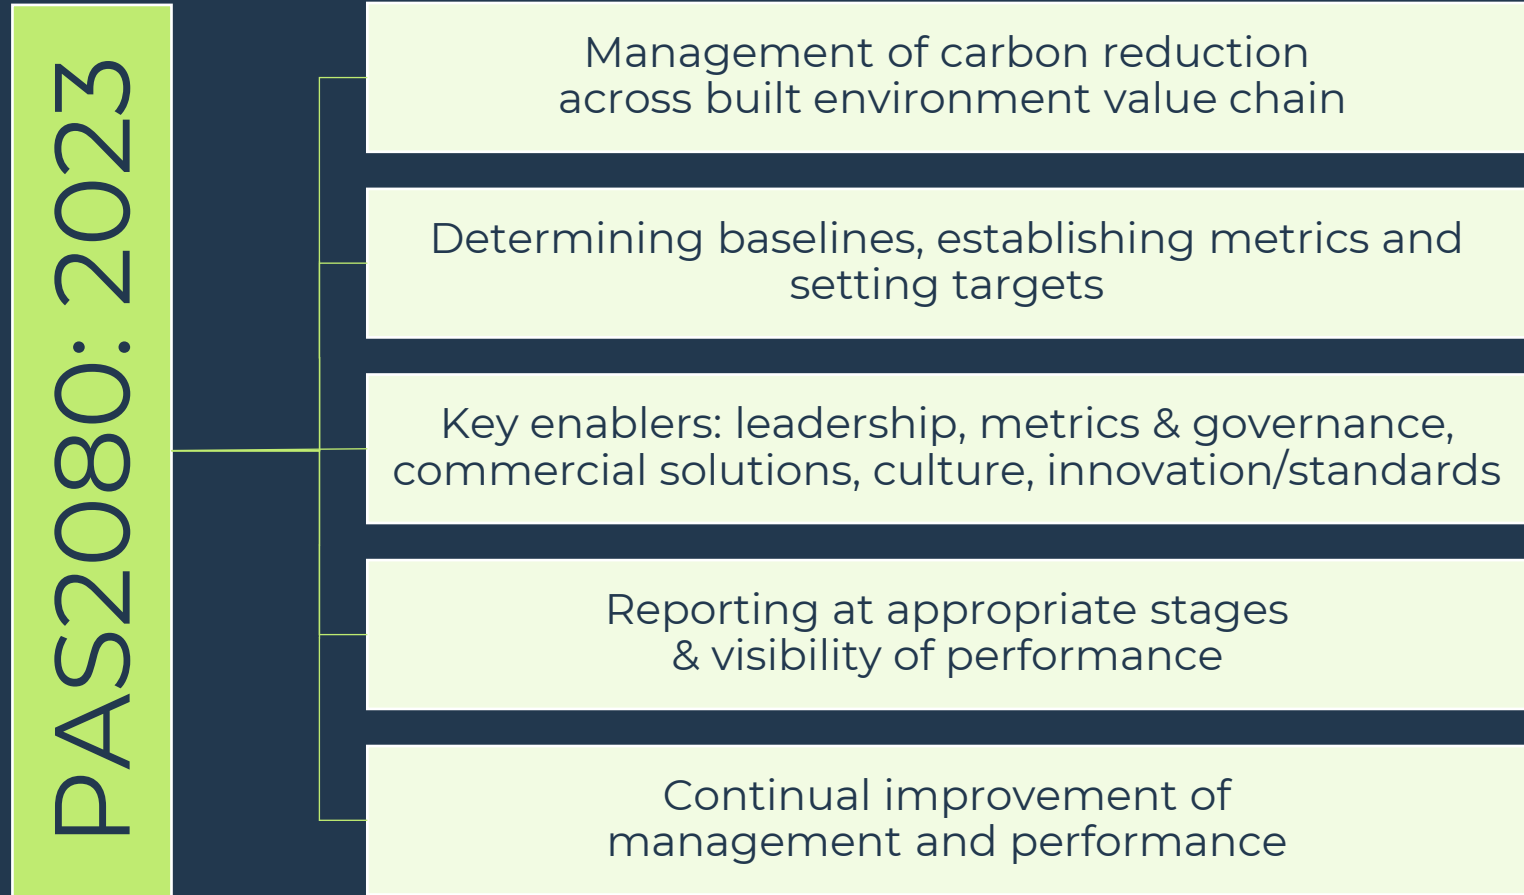 PAS2080: 2023
Management of carbon reduction
across built environment value chain
Determining baselines, establishing metrics and
setting targets
Key enablers: leadership, metrics & governance,
commercial solutions, culture, innovation/standards
Reporting at appropriate stages
& visibility of performance
Continual improvement of
management and performance